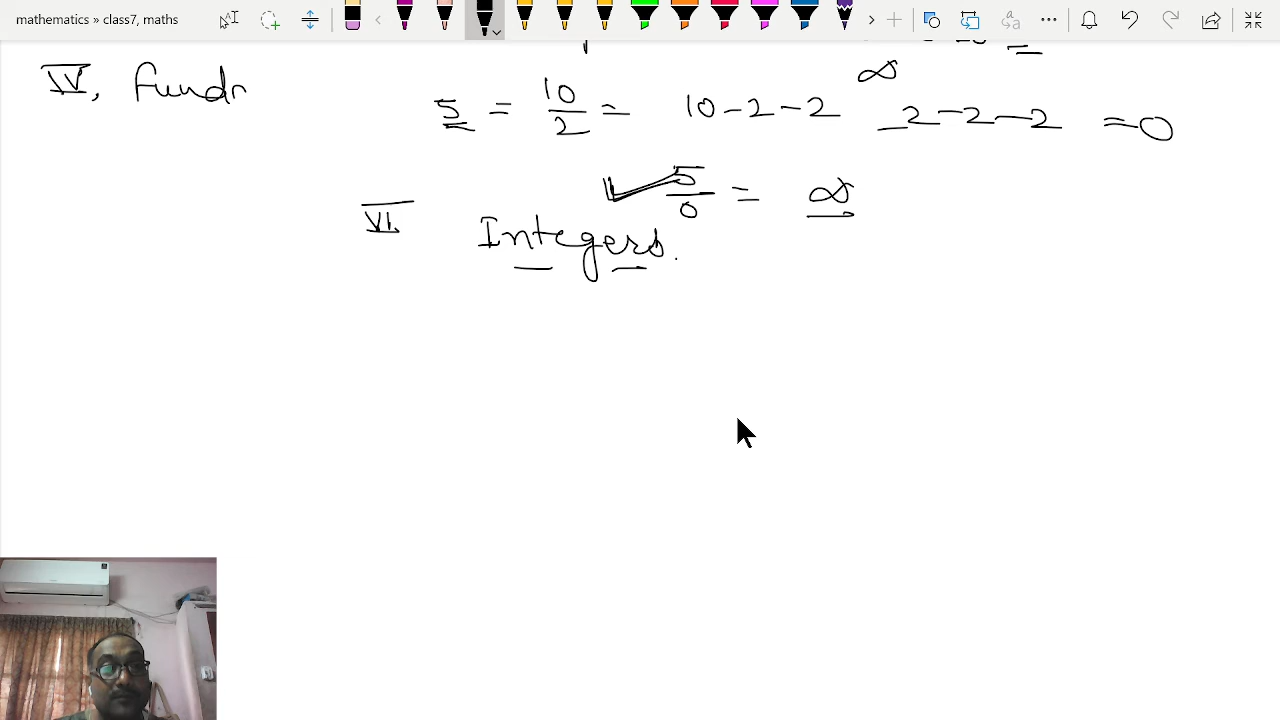 mathematics » class7, maths
∞
IV. Fundr
5 = 10/2 = 10 - 2 - 2 - 2 - 2 - 2 = 0
5/0 = ∞
VI.
Integers.